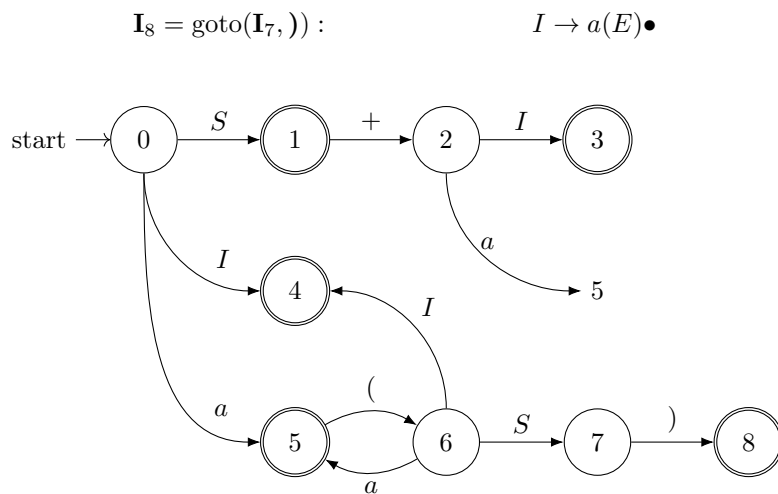 I₈ = goto(I₇, )) : I → a(E)•
start 0 S 1 + 2 I 3
a
I 4 5
I
a ( S )
5 6 7 8
a